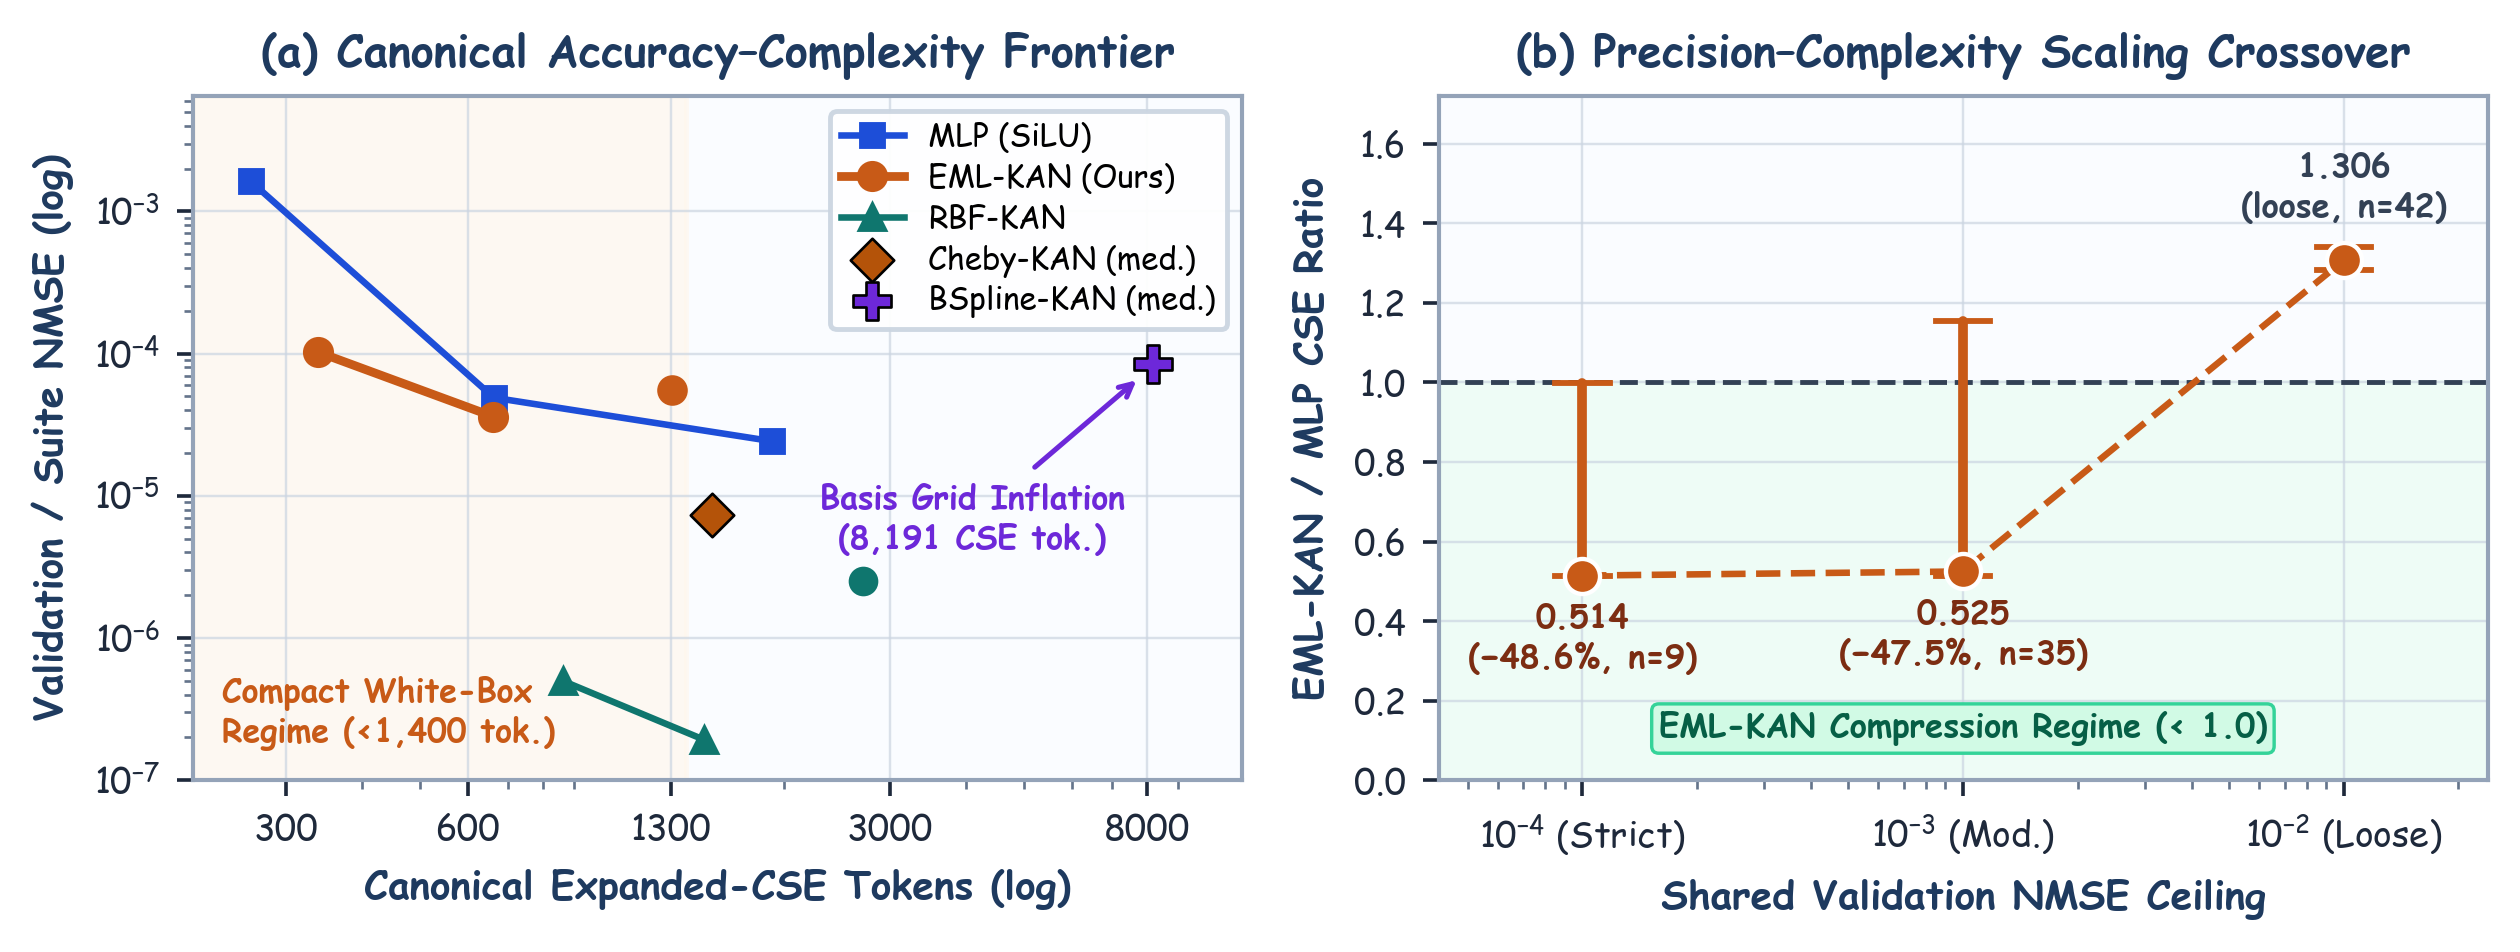 (a) Canonical Accuracy-Complexity Frontier
Validation / Suite NMSE (log)
10⁻³
10⁻⁴
10⁻⁵
10⁻⁶
10⁻⁷
MLP (SiLU)
EML-KAN (Ours)
RBF-KAN
Cheby-KAN (med.)
BSpline-KAN (med.)
Basis Grid Inflation
(8,191 CSE tok.)
Compact White-Box
Regime (<1,400 tok.)
300
600
1300
3000
8000
Canonical Expanded-CSE Tokens (log)
(b) Precision-Complexity Scaling Crossover
EML-KAN / MLP CSE Ratio
1.6
1.4
1.2
1.0
0.8
0.6
0.4
0.2
0.0
1.306
(loose, n=42)
0.514
(-48.6%, n=9)
0.525
(-47.5%, n=35)
EML-KAN Compression Regime (< 1.0)
10⁻⁴ (Strict)
10⁻³ (Mod.)
10⁻² (Loose)
Shared Validation NMSE Ceiling